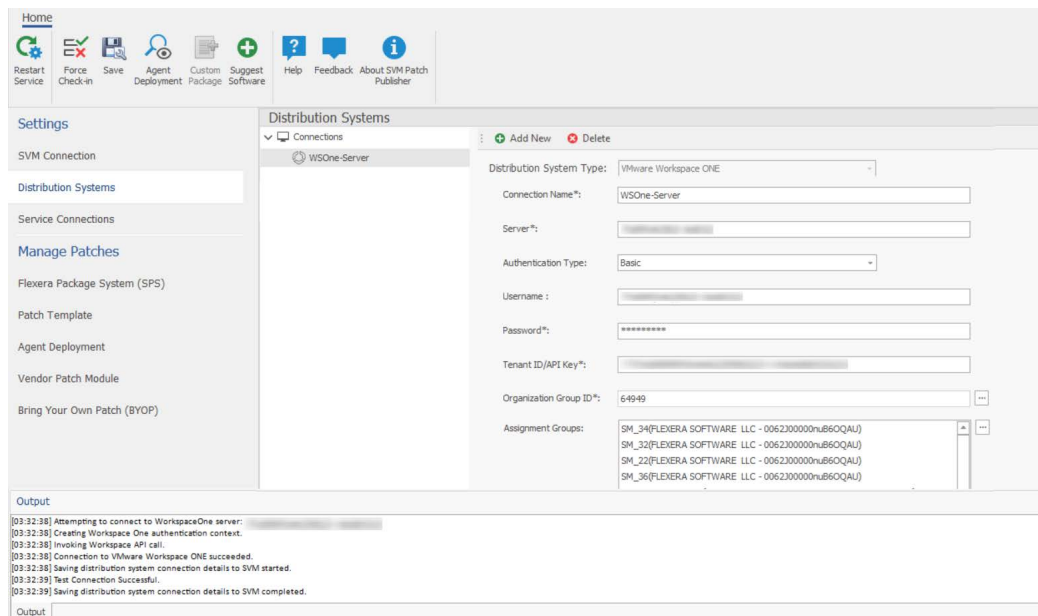 Home
Restart Service
Force Check-in
Save
Agent Deployment
Custom Package
Suggest Software
Help
Feedback
About SVM Patch Publisher
Settings
SVM Connection
Distribution Systems
Service Connections
Manage Patches
Flexera Package System (SPS)
Patch Template
Agent Deployment
Vendor Patch Module
Bring Your Own Patch (BYOP)
Distribution Systems
Connections
WSOne-Server
Add New Delete
Distribution System Type: VMware Workspace ONE
Connection Name*: WSOne-Server
Server*:
Authentication Type: Basic
Username :
Password*: *********
Tenant ID/API Key*:
Organization Group ID*: 64949 ...
Assignment Groups: SM_34(FLEXERA SOFTWARE LLC - 0062J00000nuB6OQAU) ...
SM_32(FLEXERA SOFTWARE LLC - 0062J00000nuB6OQAU)
SM_22(FLEXERA SOFTWARE LLC - 0062J00000nuB6OQAU)
SM_36(FLEXERA SOFTWARE LLC - 0062J00000nuB6OQAU)
Output
[03:32:38] Attempting to connect to WorkspaceOne server:
[03:32:38] Creating Workspace One authentication context.
[03:32:38] Invoking Workspace API call.
[03:32:38] Connection to VMware Workspace ONE succeeded.
[03:32:38] Saving distribution system connection details to SVM started.
[03:32:39] Test Connection Successful.
[03:32:39] Saving distribution system connection details to SVM completed.
Output